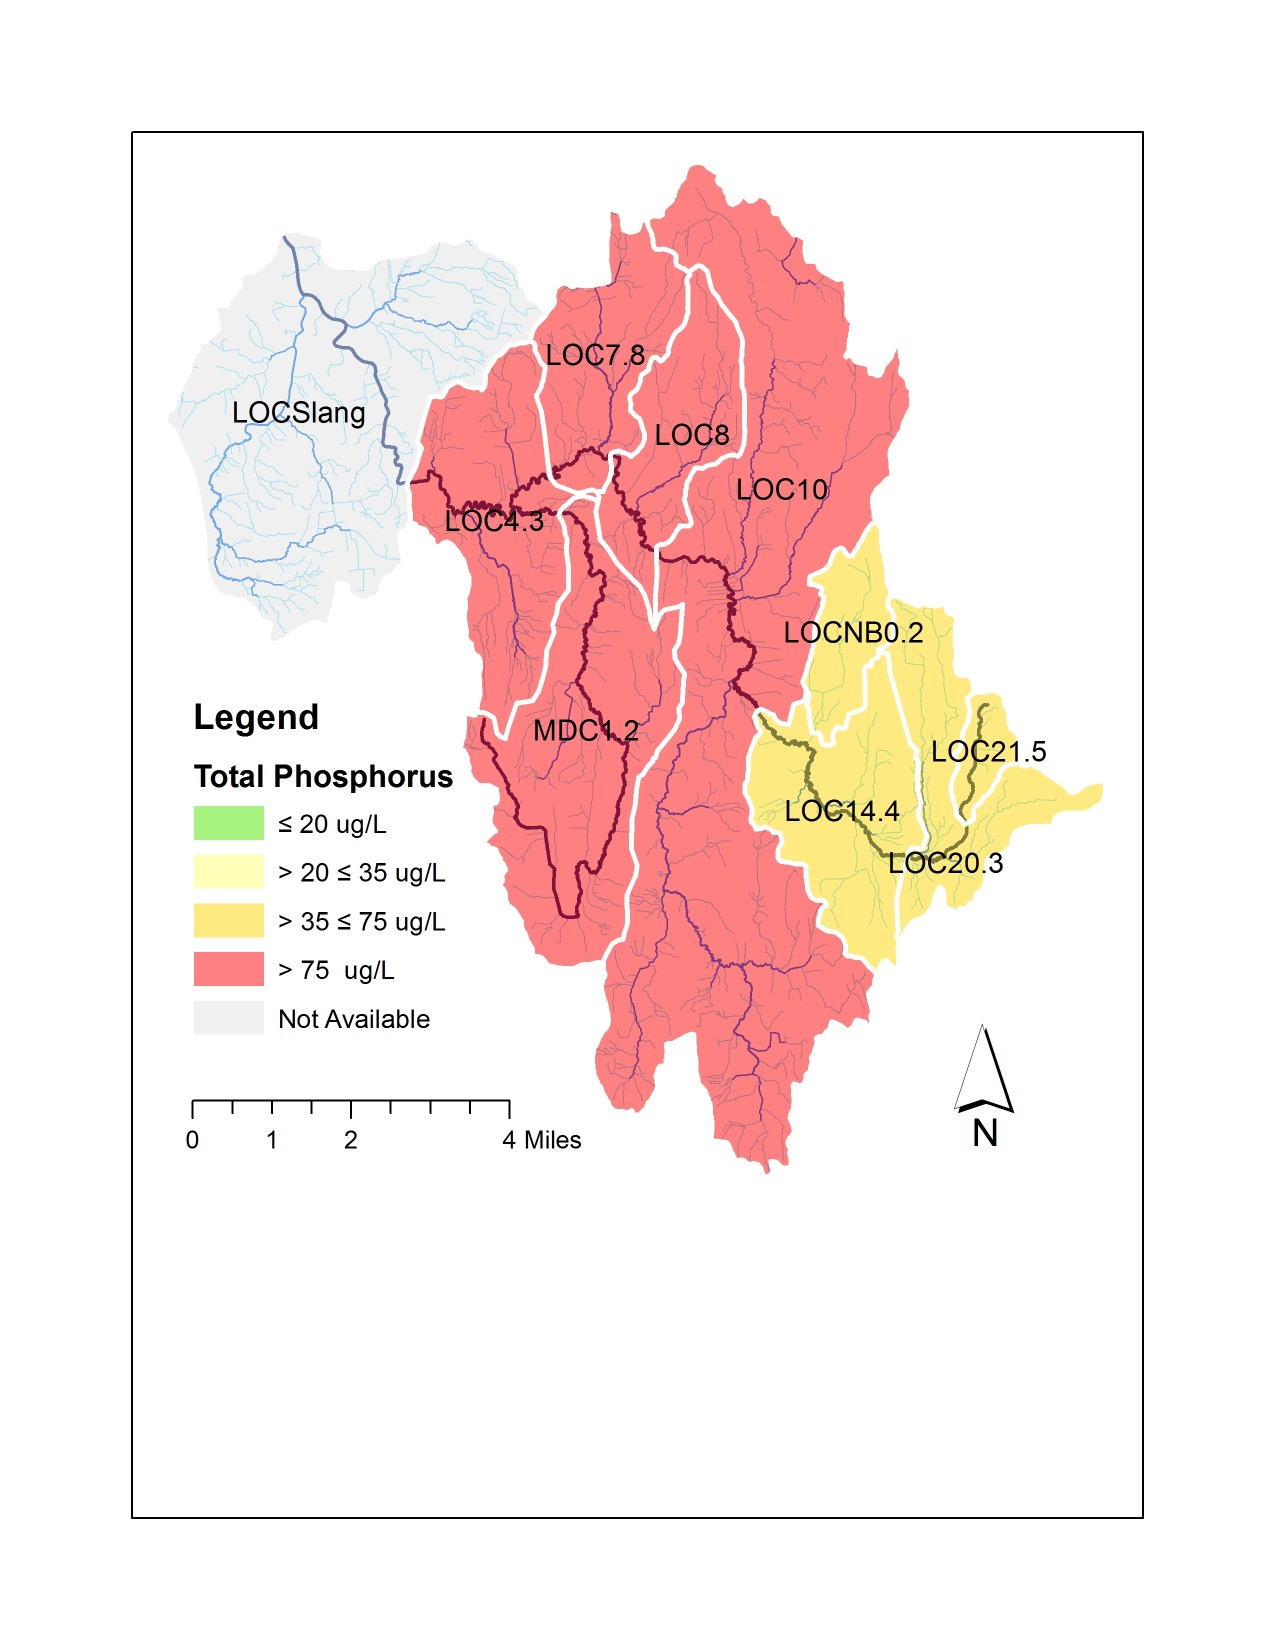 LOC7.8
LOCSlang
LOC8
LOC10
LOC4.3
LOCNB0.2
MDC1.2
LOC21.5
LOC14.4
LOC20.3
Legend
Total Phosphorus
≤ 20 ug/L
> 20 ≤ 35 ug/L
> 35 ≤ 75 ug/L
> 75 ug/L
Not Available
0 1 2 4 Miles
N